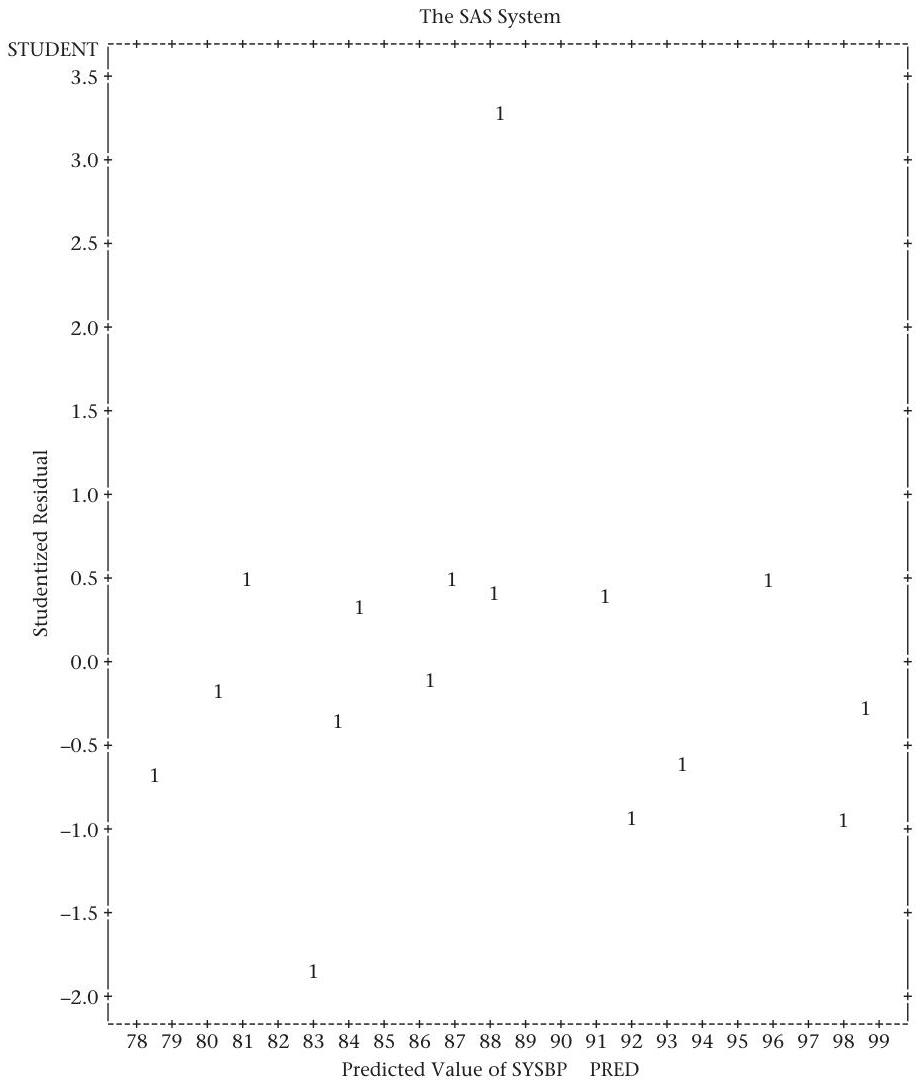 The SAS System
STUDENT
3.5
1
3.0
2.5
2.0
1.5
1.0
Studentized Residual
0.5
1 1 1 1 1 1
0.0
1 1 1 1
–0.5
1 1
–1.0
1 1
–1.5
1
–2.0
78 79 80 81 82 83 84 85 86 87 88 89 90 91 92 93 94 95 96 97 98 99
Predicted Value of SYSBP PRED